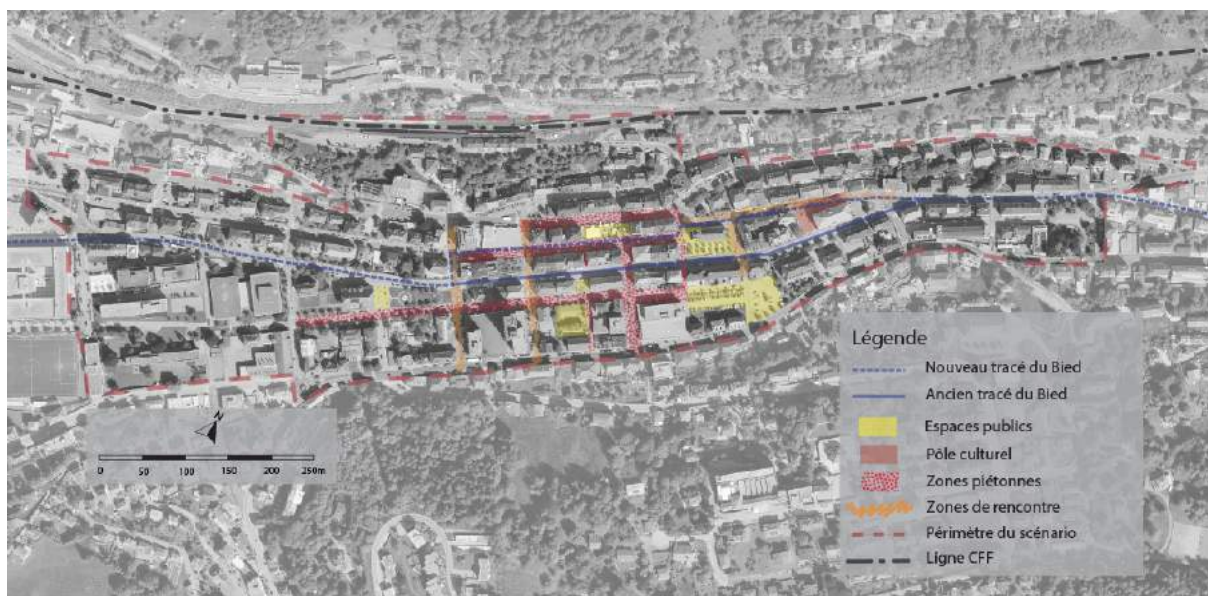 Légende
Nouveau tracé du Bied
Ancien tracé du Bied
Espaces publics
Pôle culturel
Zones piétonnes
Zones de rencontre
Périmètre du scénario
Ligne CFF
N
0 50 100 150 200 250m